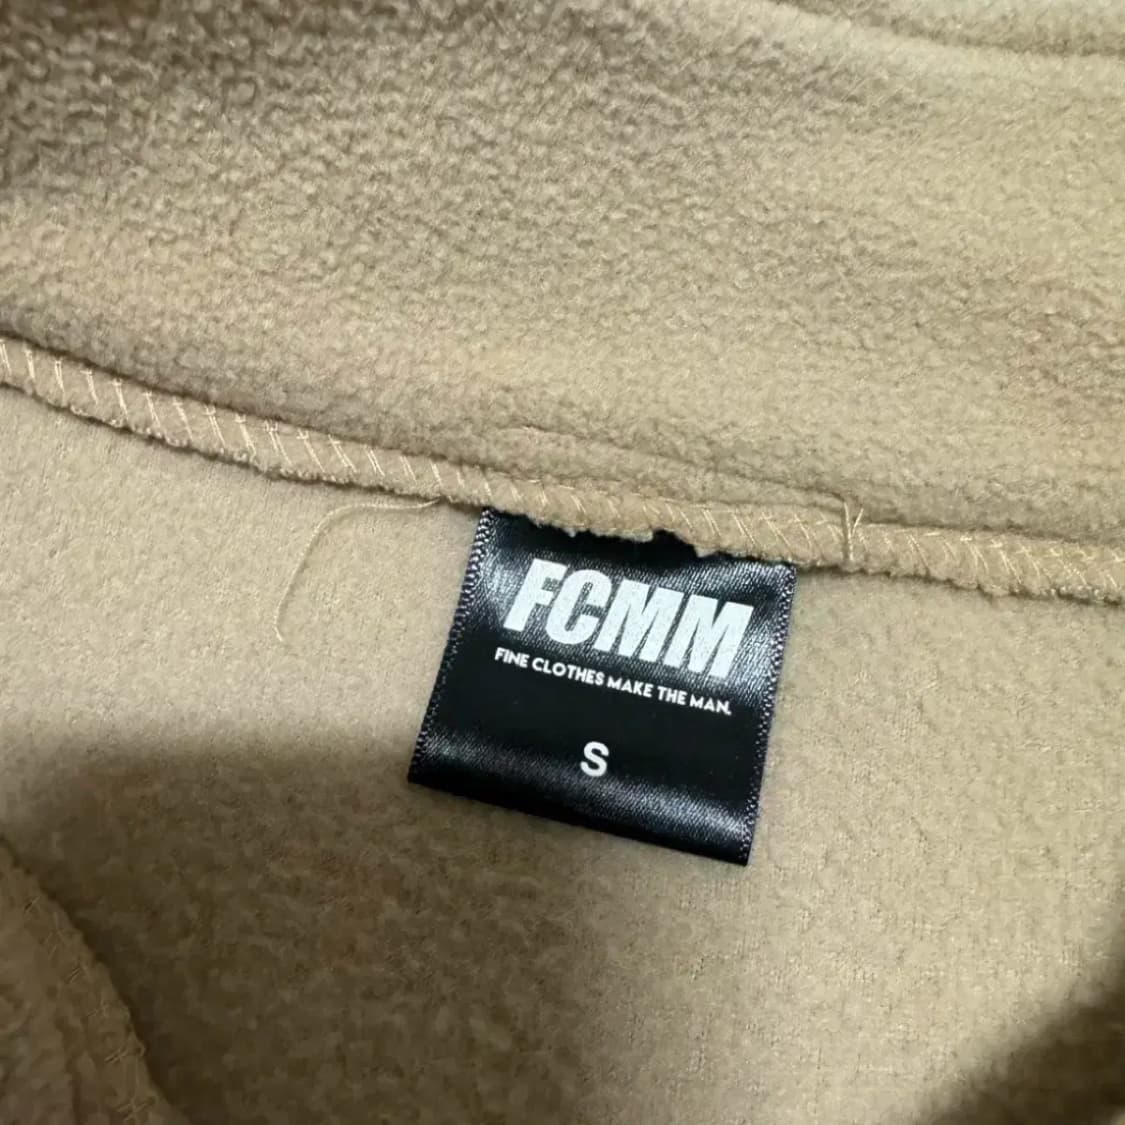 FCMM
FINE CLOTHES MAKE THE MAN.
S